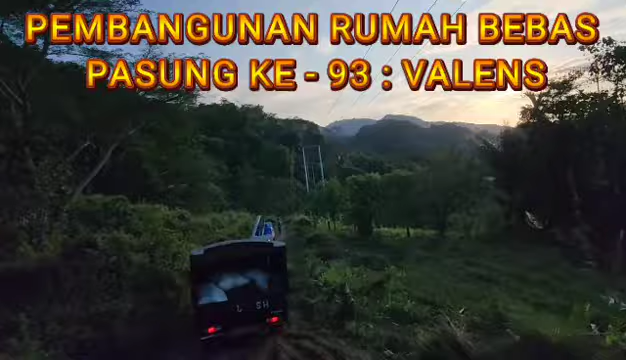 PEMBANGUNAN RUMAH BEBAS
PASUNG KE - 93 : VALENS